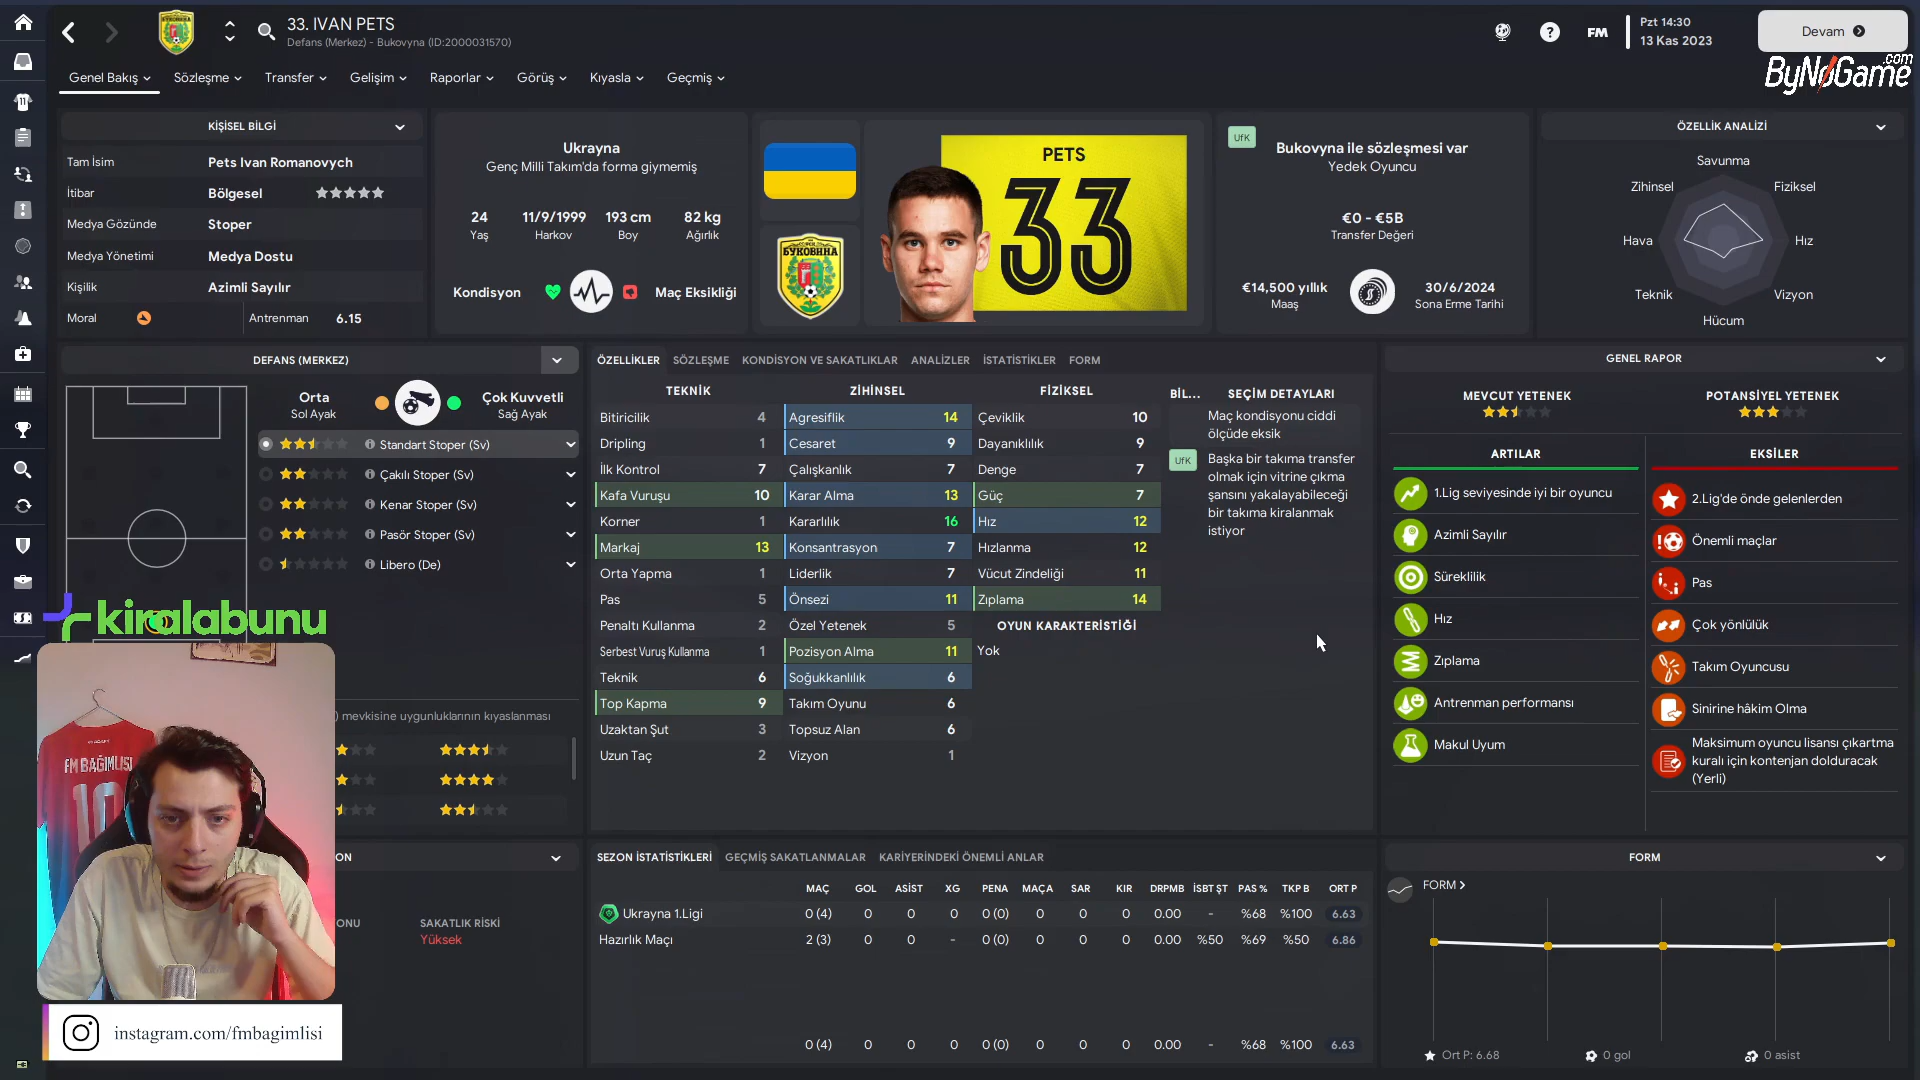 33. IVAN PETS
Defans (Merkez) - Bukovyna (ID:2000031570)
FM
Pzt 14:30
13 Kas 2023
Devam
ByNoGame.com
Genel Bakış
Sözleşme
Transfer
Gelişim
Raporlar
Görüş
Kıyasla
Geçmiş
KİŞİSEL BİLGİ
Tam İsim Pets Ivan Romanovych
İtibar Bölgesel
Medya Gözünde Stoper
Medya Yönetimi Medya Dostu
Kişilik Azimli Sayılır
Moral Antrenman 6.15
Ukrayna
Genç Milli Takım'da forma giymemiş
24 11/9/1999 193 cm 82 kg
Yaş Harkov Boy Ağırlık
Kondisyon Maç Eksikliği
БУКОВИНА
PETS
33
UfK
Bukovyna ile sözleşmesi var
Yedek Oyuncu
€0 - €5B
Transfer Değeri
€14,500 yıllık 30/6/2024
Maaş Sona Erme Tarihi
ÖZELLİK ANALİZİ
Savunma
Zihinsel Fiziksel
Hava Hız
Teknik Vizyon
Hücum
DEFANS (MERKEZ)
Orta Çok Kuvvetli
Sol Ayak Sağ Ayak
Standart Stoper (Sv)
Çakılı Stoper (Sv)
Kenar Stoper (Sv)
Pasör Stoper (Sv)
Libero (De)
kiralabunu
) mevkisine uygunluklarının kıyaslanması
FM BAĞIMLISI
10
ON
ONU SAKATLIK RİSKİ
Yüksek
instagram.com/fmbagimlisi
ÖZELLİKLER SÖZLEŞME KONDİSYON VE SAKATLIKLAR ANALİZLER İSTATİSTİKLER FORM
TEKNİK ZİHİNSEL FİZİKSEL
Bitiricilik 4 Agresiflik 14 Çeviklik 10
Dripling 1 Cesaret 9 Dayanıklılık 9
İlk Kontrol 7 Çalışkanlık 7 Denge 7
Kafa Vuruşu 10 Karar Alma 13 Güç 7
Korner 1 Kararlılık 16 Hız 12
Markaj 13 Konsantrasyon 7 Hızlanma 12
Orta Yapma 1 Liderlik 7 Vücut Zindeliği 11
Pas 5 Önsezi 11 Zıplama 14
Penaltı Kullanma 2 Özel Yetenek 5 OYUN KARAKTERİSTİĞİ
Serbest Vuruş Kullanma 1 Pozisyon Alma 11 Yok
Teknik 6 Soğukkanlılık 6
Top Kapma 9 Takım Oyunu 6
Uzaktan Şut 3 Topsuz Alan 6
Uzun Taç 2 Vizyon 1
BİL... SEÇİM DETAYLARI
Maç kondisyonu ciddi
ölçüde eksik
UfK Başka bir takıma transfer
olmak için vitrine çıkma
şansını yakalayabileceği
bir takıma kiralanmak
istiyor
GENEL RAPOR
MEVCUT YETENEK POTANSİYEL YETENEK
ARTILAR EKSİLER
1.Lig seviyesinde iyi bir oyuncu
Azimli Sayılır
Süreklilik
Hız
Zıplama
Antrenman performansı
Makul Uyum
2.Lig'de önde gelenlerden
Önemli maçlar
Pas
Çok yönlülük
Takım Oyuncusu
Sinirine hâkim Olma
Maksimum oyuncu lisansı çıkartma
kuralı için kontenjan dolduracak
(Yerli)
SEZON İSTATİSTİKLERİ GEÇMİŞ SAKATLANMALAR KARİYERİNDEKİ ÖNEMLİ ANLAR
MAÇ GOL ASİST XG PENA MAÇA SAR KIR DRPMB İSBT ŞT PAS % TKP B ORT P
Ukrayna 1.Ligi 0 (4) 0 0 0 0 (0) 0 0 0 0.00 - %68 %100 6.63
Hazırlık Maçı 2 (3) 0 0 - 0 (0) 0 0 0 0.00 %50 %69 %50 6.86
0 (4) 0 0 0 0 (0) 0 0 0 0.00 - %68 %100 6.63
FORM
FORM
Ort P: 6.68 0 gol 0 asist